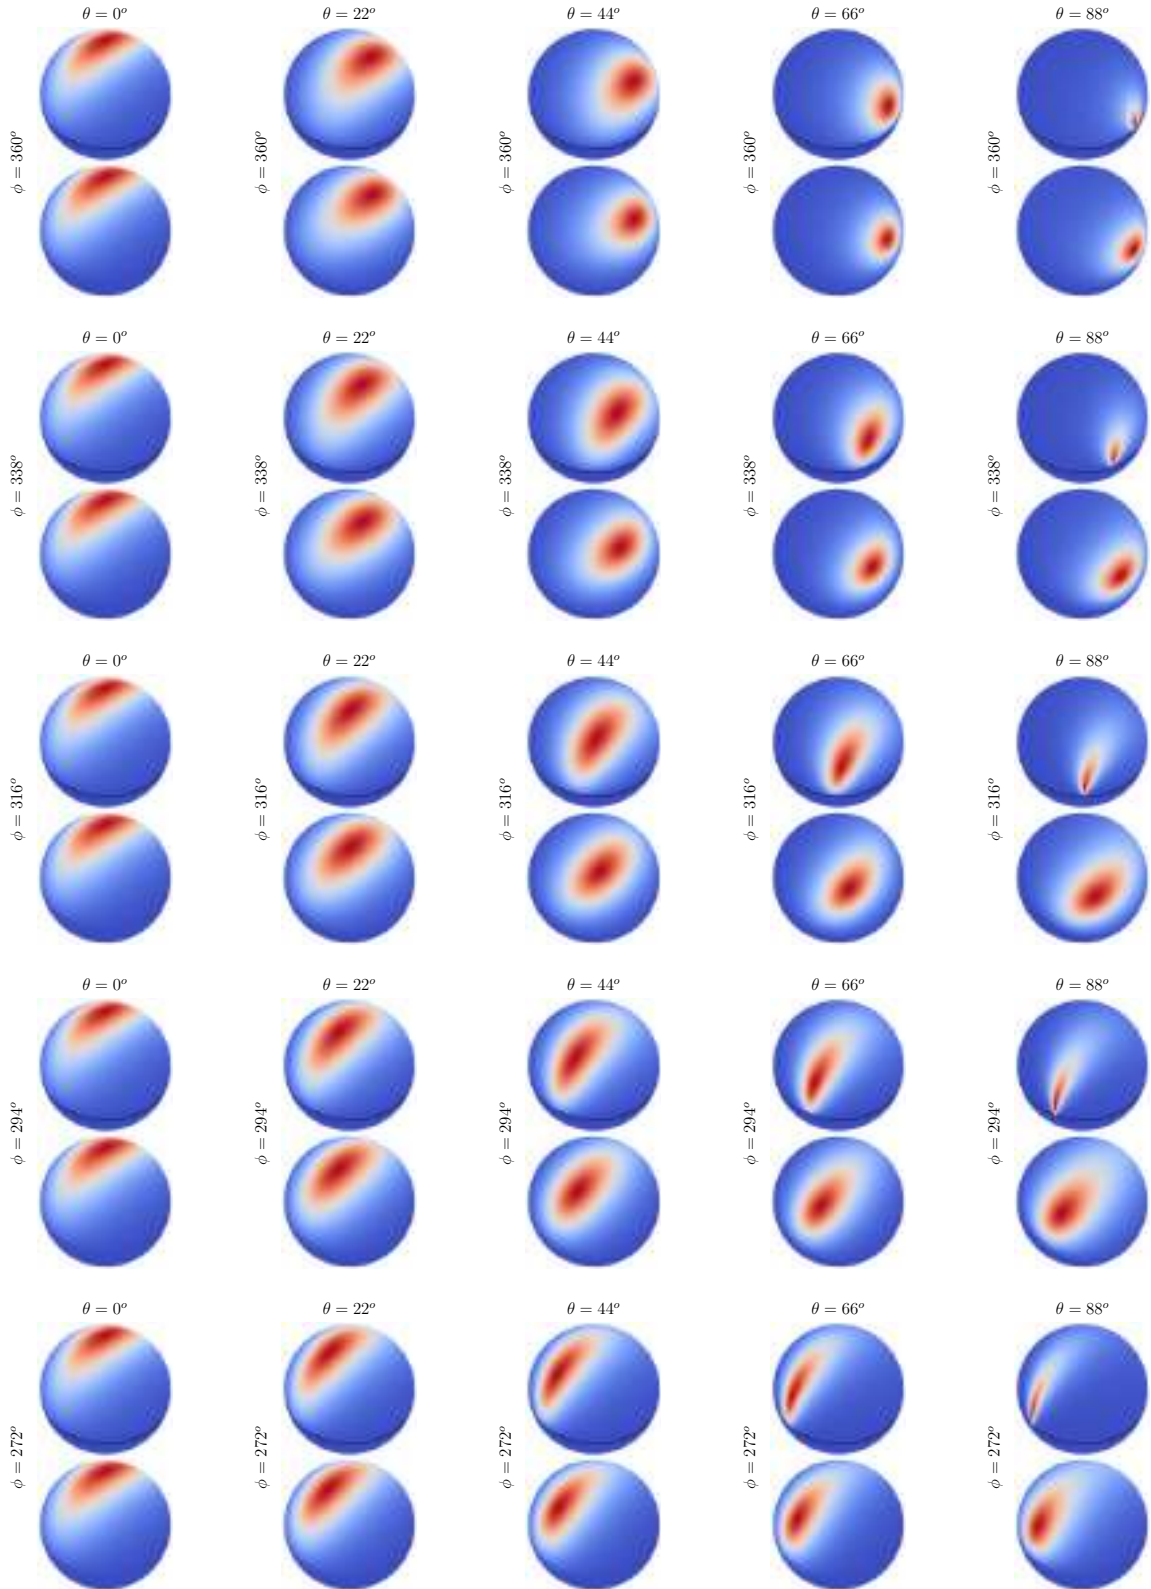 θ = 0° θ = 22° θ = 44° θ = 66° θ = 88°
ϕ = 360° ϕ = 360° ϕ = 360° ϕ = 360° ϕ = 360°
θ = 0° θ = 22° θ = 44° θ = 66° θ = 88°
ϕ = 338° ϕ = 338° ϕ = 338° ϕ = 338° ϕ = 338°
θ = 0° θ = 22° θ = 44° θ = 66° θ = 88°
ϕ = 316° ϕ = 316° ϕ = 316° ϕ = 316° ϕ = 316°
θ = 0° θ = 22° θ = 44° θ = 66° θ = 88°
ϕ = 294° ϕ = 294° ϕ = 294° ϕ = 294° ϕ = 294°
θ = 0° θ = 22° θ = 44° θ = 66° θ = 88°
ϕ = 272° ϕ = 272° ϕ = 272° ϕ = 272° ϕ = 272°